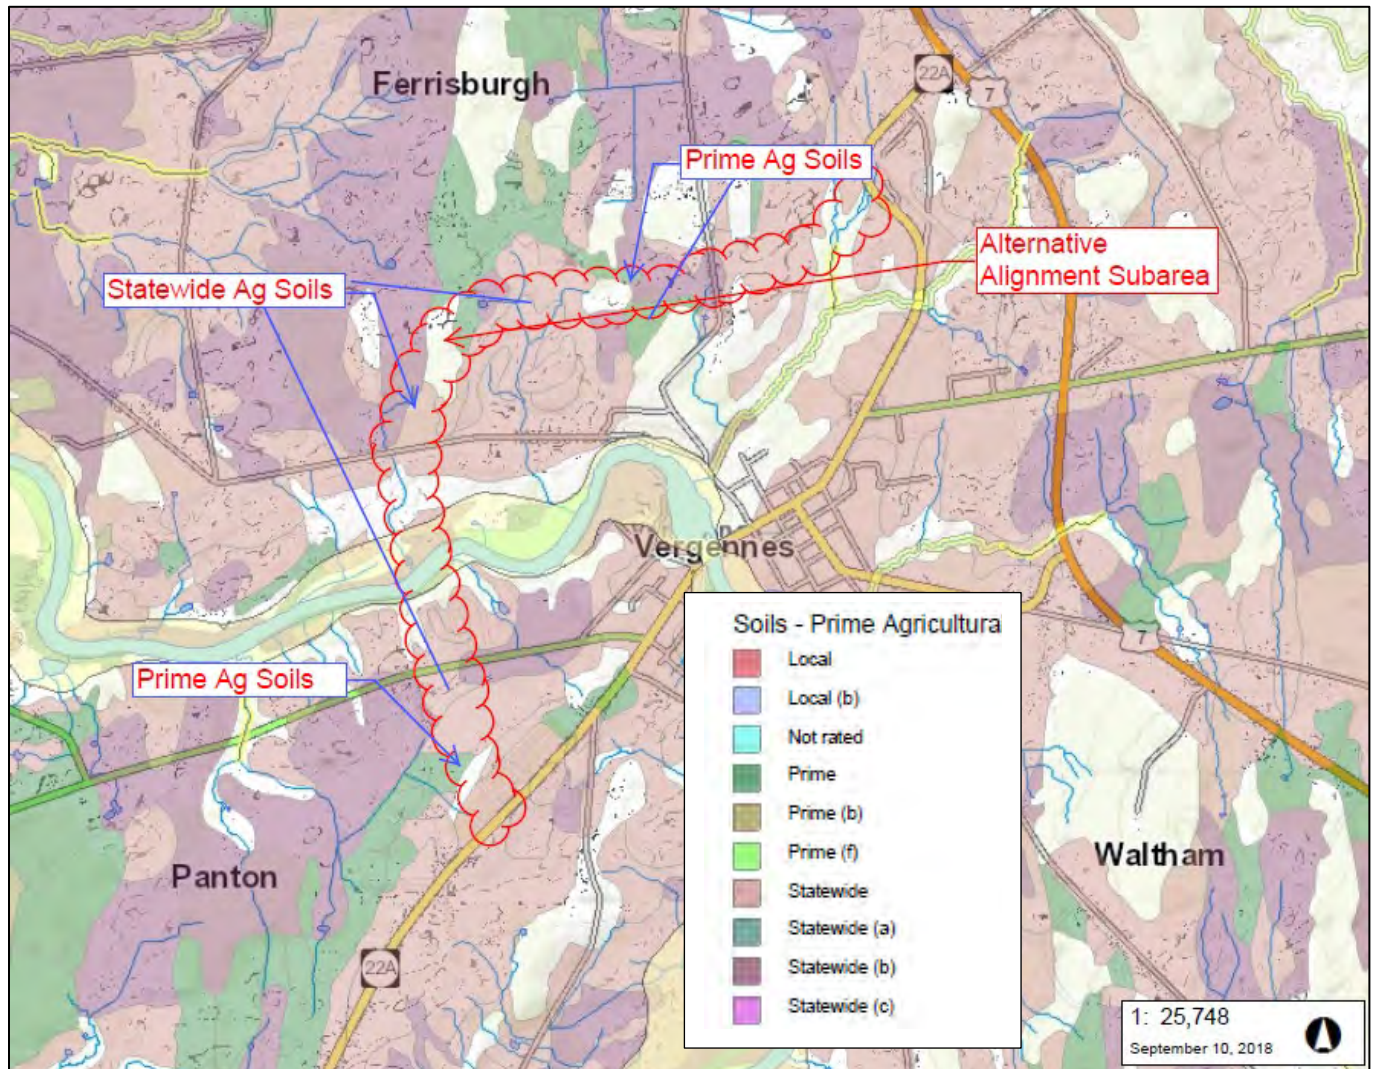 Ferrisburgh
22A
7
Prime Ag Soils
Alternative
Alignment Subarea
Statewide Ag Soils
Vergennes
Prime Ag Soils
Soils - Prime Agricultura
Local
Local (b)
Not rated
Prime
Prime (b)
Prime (f)
Statewide
Statewide (a)
Statewide (b)
Statewide (c)
7
Panton
Waltham
22A
1: 25,748
September 10, 2018